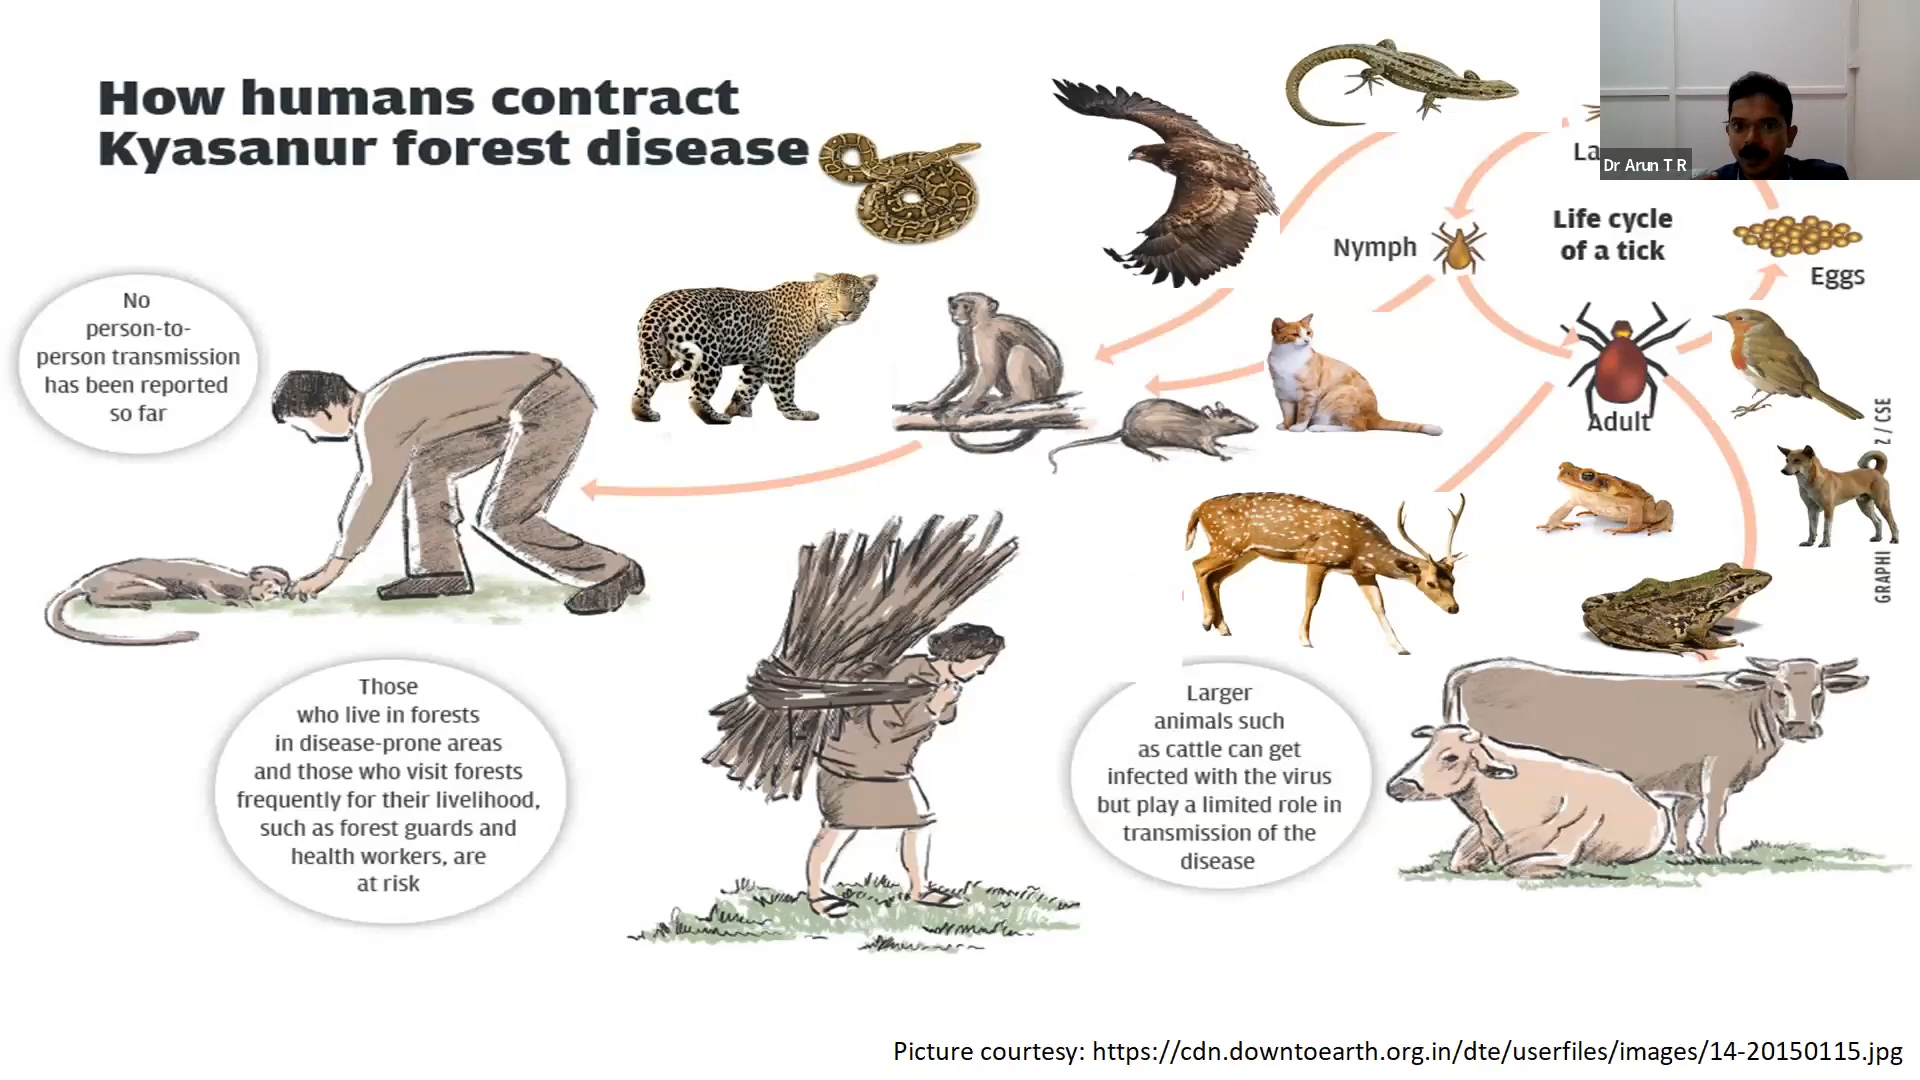 How humans contract
Kyasanur forest disease
Dr Arun T R
Nymph
Life cycle
of a tick
Eggs
Adult
No
person-to-
person transmission
has been reported
so far
Those
who live in forests
in disease-prone areas
and those who visit forests
frequently for their livelihood,
such as forest guards and
health workers, are
at risk
Larger
animals such
as cattle can get
infected with the virus
but play a limited role in
transmission of the
disease
/ CSE
Picture courtesy: https://cdn.downtoearth.org.in/dte/userfiles/images/14-20150115.jpg